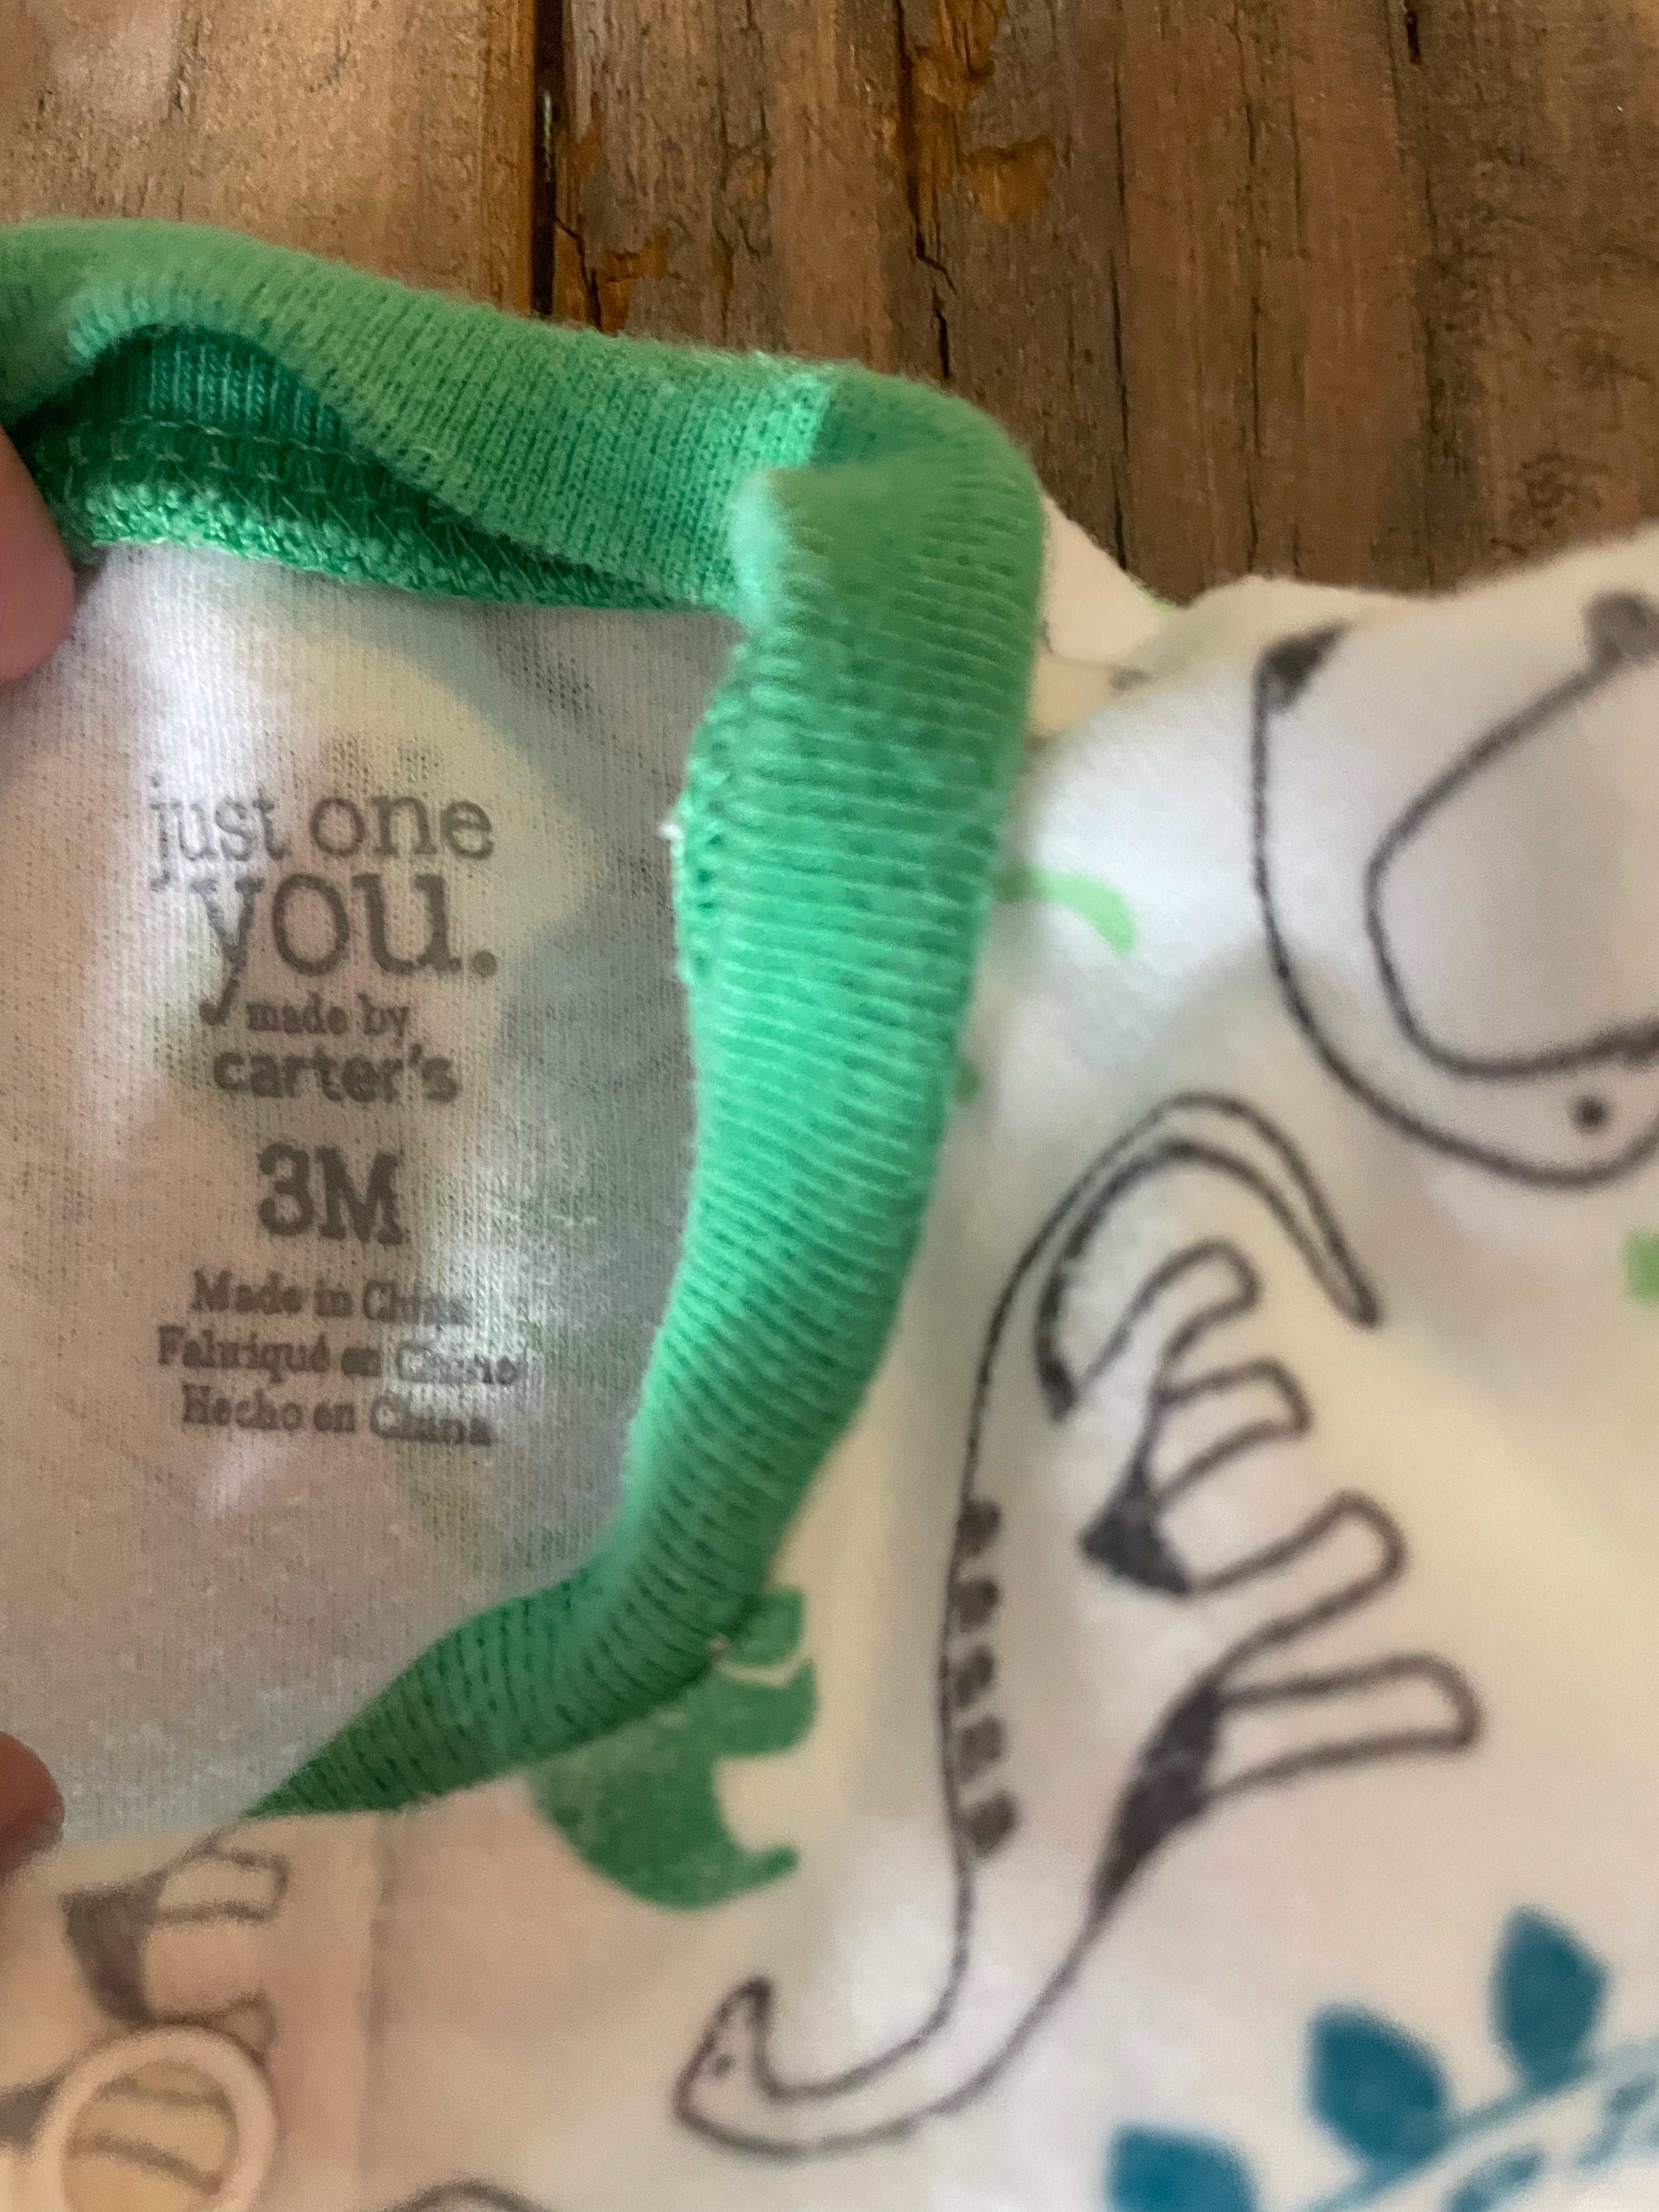 just one
you.
made by
carter's
3M
Made in China
Fabriqué en Chine
Hecho en China